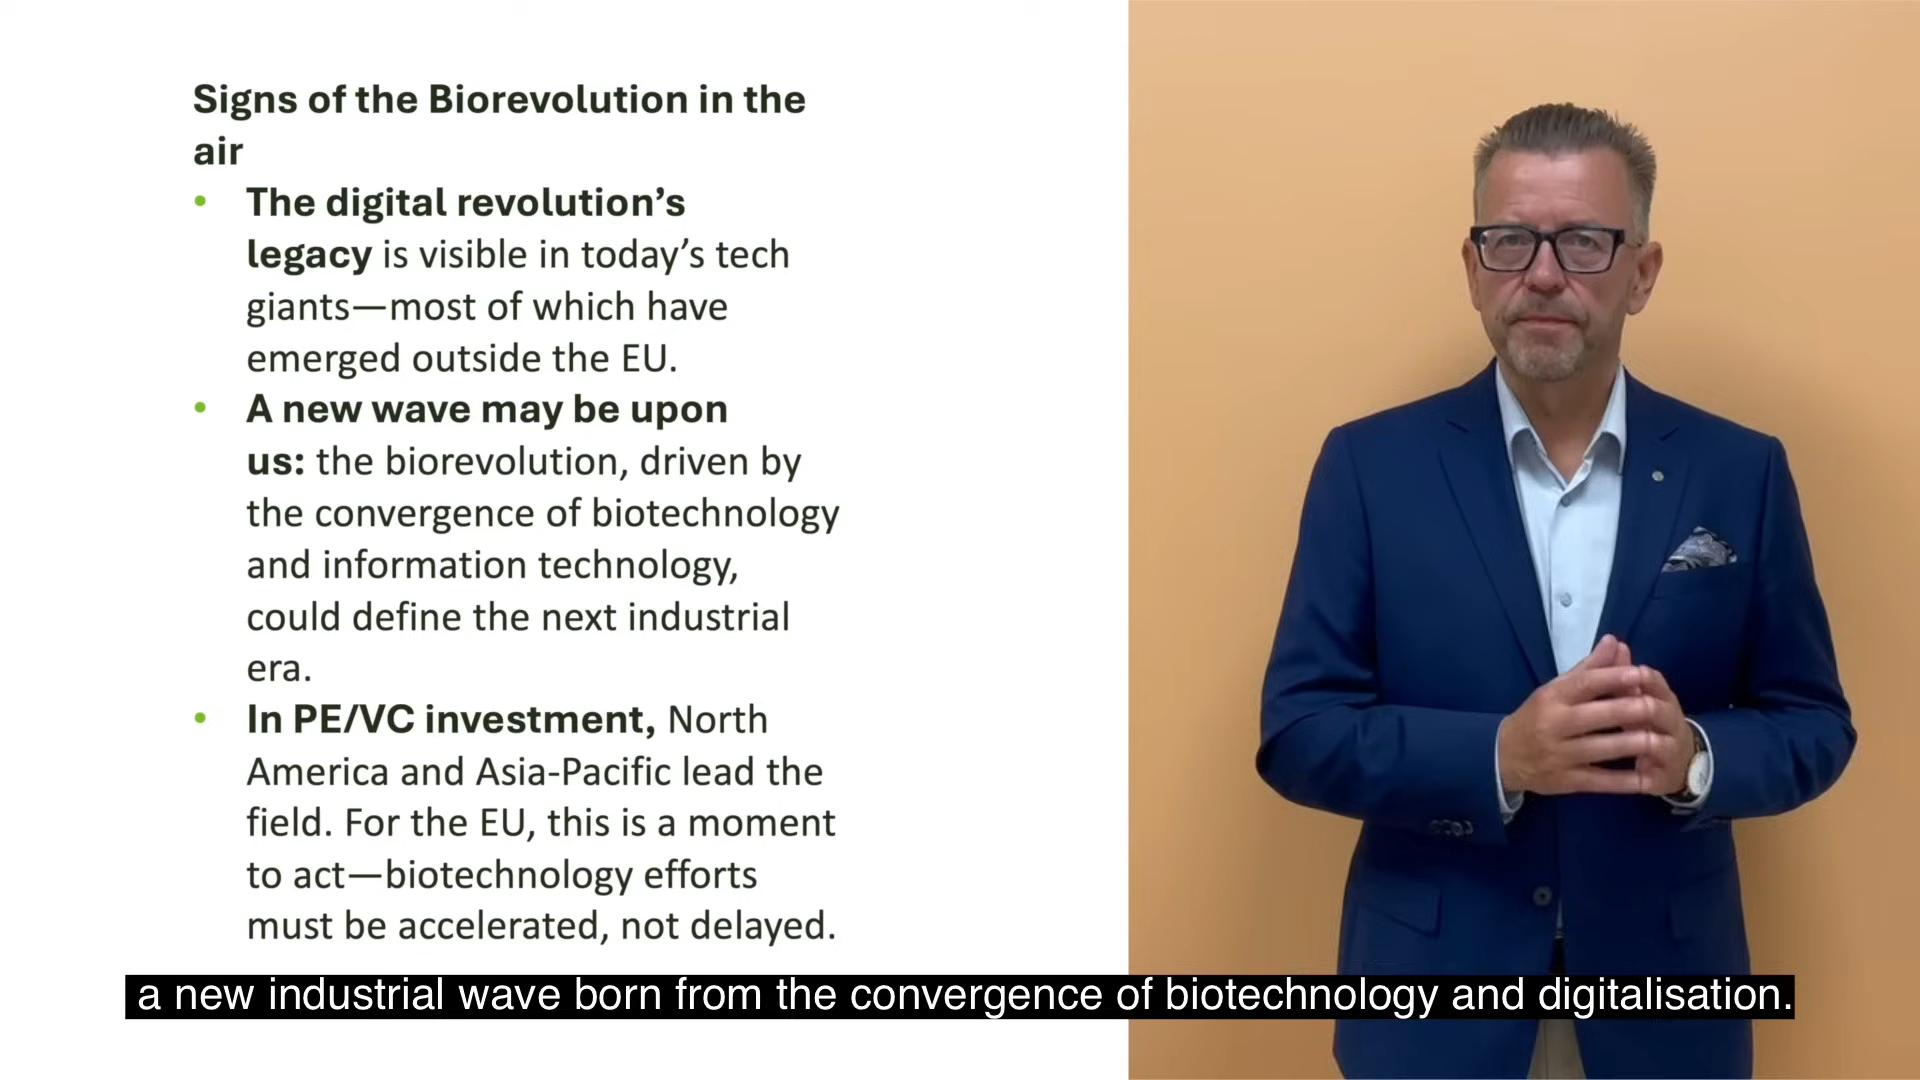 Signs of the Biorevolution in the
air
• The digital revolution’s
legacy is visible in today’s tech
giants—most of which have
emerged outside the EU.
• A new wave may be upon
us: the biorevolution, driven by
the convergence of biotechnology
and information technology,
could define the next industrial
era.
• In PE/VC investment, North
America and Asia-Pacific lead the
field. For the EU, this is a moment
to act—biotechnology efforts
must be accelerated, not delayed.
a new industrial wave born from the convergence of biotechnology and digitalisation.